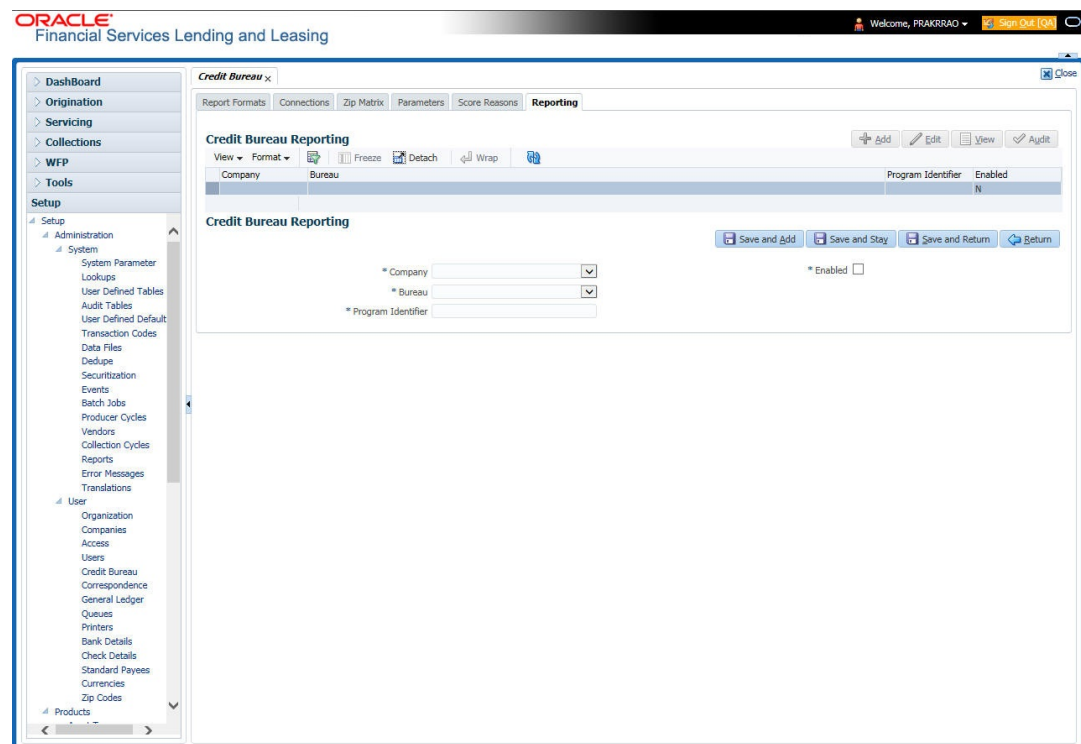 ORACLE
Financial Services Lending and Leasing
Welcome, PRAKRRAO
Sign Out [QA]
Close
DashBoard
Origination
Servicing
Collections
WFP
Tools
Setup
Setup
Administration
System
System Parameter
Lookups
User Defined Tables
Audit Tables
User Defined Default
Transaction Codes
Data Files
Dedupe
Securitization
Events
Batch Jobs
Producer Cycles
Vendors
Collection Cycles
Reports
Error Messages
Translations
User
Organization
Companies
Access
Users
Credit Bureau
Correspondence
General Ledger
Queues
Printers
Bank Details
Check Details
Standard Payees
Currencies
Zip Codes
Products
Credit Bureau x
Report Formats Connections Zip Matrix Parameters Score Reasons Reporting
Credit Bureau Reporting
Add Edit View Audit
View Format Freeze Detach Wrap
Company Bureau Program Identifier Enabled
N
Credit Bureau Reporting
Save and Add Save and Stay Save and Return Return
* Company
* Enabled
* Bureau
* Program Identifier